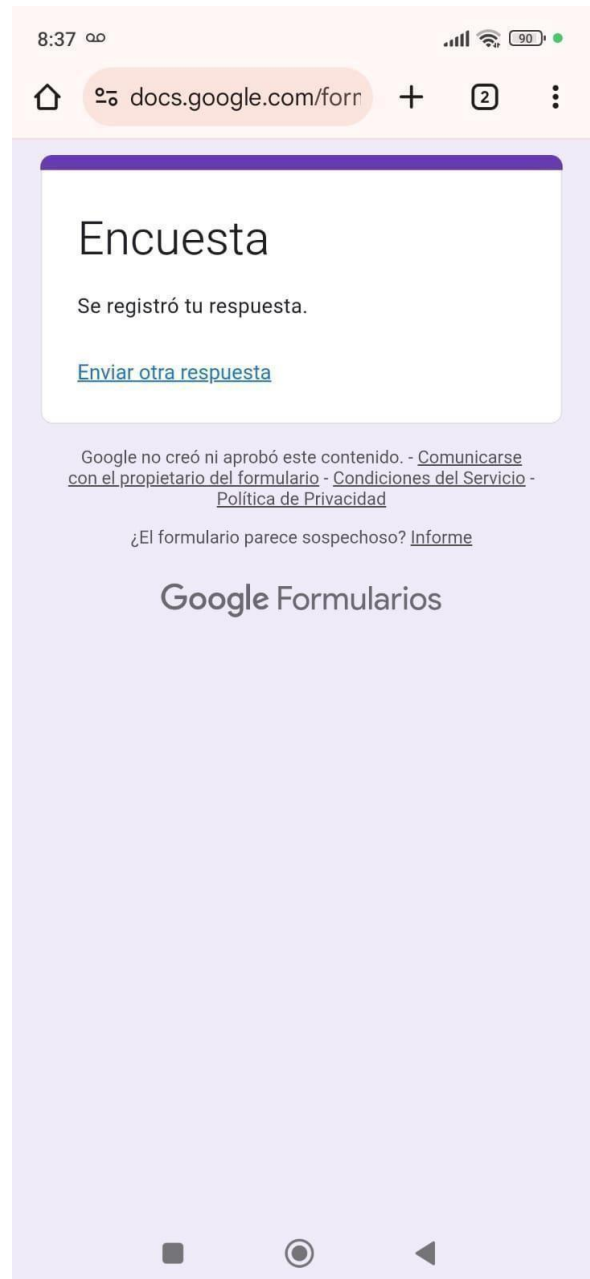 8:37
90
docs.google.com/forn
2
Encuesta
Se registró tu respuesta.
Enviar otra respuesta
Google no creó ni aprobó este contenido. - Comunicarse
con el propietario del formulario - Condiciones del Servicio -
Política de Privacidad
¿El formulario parece sospechoso? Informe
Google Formularios